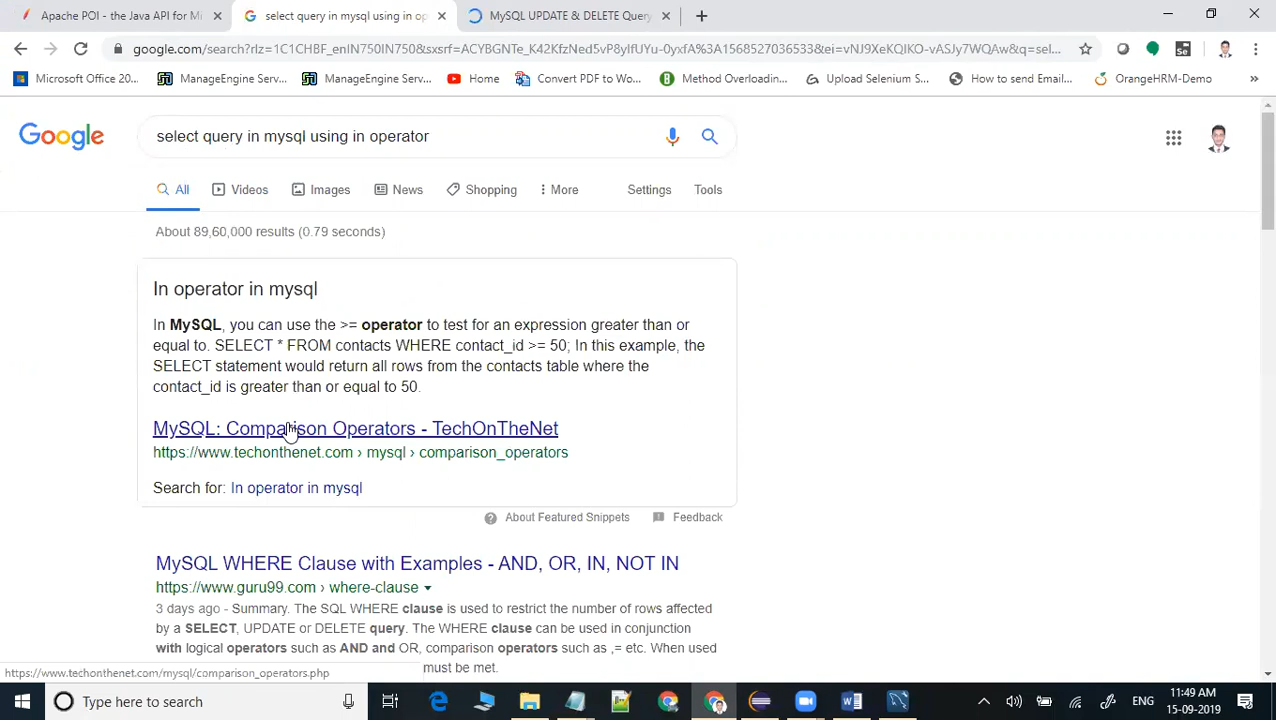 Apache POI - the Java API for Mi
select query in mysql using in op
MySQL UPDATE & DELETE Query
google.com/search?rlz=1C1CHBF_enIN750IN750&sxsrf=ACYBGNTe_K42KfzNed5vP8ylfUYu-0yxfA%3A1568527036533&ei=vNJ9XeKQIKO-vASJy7WQAw&q=sel...
Microsoft Office 20...
ManageEngine Serv...
ManageEngine Serv...
Home
Convert PDF to Wo...
Method Overloadin...
Upload Selenium S...
How to send Email...
OrangeHRM-Demo
Google
select query in mysql using in operator
All
Videos
Images
News
Shopping
More
Settings
Tools
About 89,60,000 results (0.79 seconds)
In operator in mysql
In MySQL, you can use the >= operator to test for an expression greater than or
equal to. SELECT * FROM contacts WHERE contact_id >= 50; In this example, the
SELECT statement would return all rows from the contacts table where the
contact_id is greater than or equal to 50.
MySQL: Comparison Operators - TechOnTheNet
https://www.techonthenet.com › mysql › comparison_operators
Search for: In operator in mysql
About Featured Snippets
Feedback
MySQL WHERE Clause with Examples - AND, OR, IN, NOT IN
https://www.guru99.com › where-clause
3 days ago - Summary. The SQL WHERE clause is used to restrict the number of rows affected
by a SELECT, UPDATE or DELETE query. The WHERE clause can be used in conjunction
with logical operators such as AND and OR, comparison operators such as ,= etc. When used
must be met.
https://www.techonthenet.com/mysql/comparison_operators.php
Type here to search
ENG
11:49 AM
15-09-2019